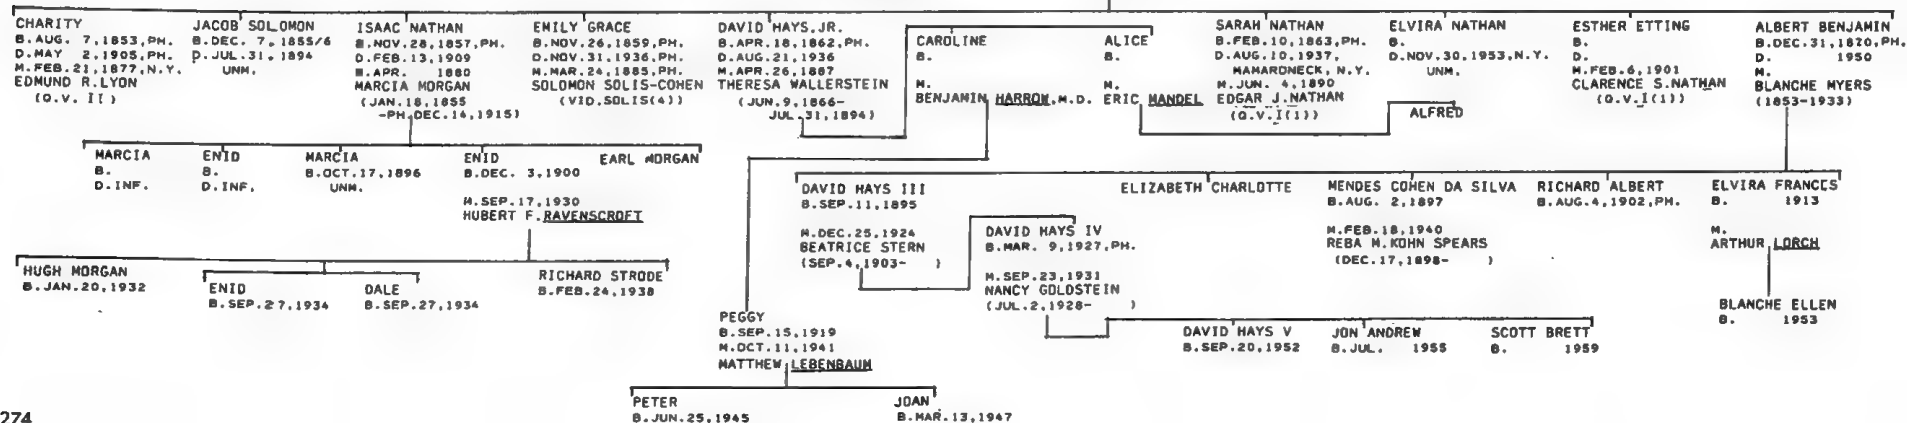 CHARITY
B.AUG. 7,1853,PH.
D.MAY 2,1905,PH.
M.FEB.21,1877,N.Y.
EDMUND R.LYON
(Q.V. II)
JACOB SOLOMON
B.DEC. 7,1855/6
D.JUL.31,1894
UNM.
ISAAC NATHAN
B.NOV.28,1857,PH.
D.FEB.13,1909
M.APR. 1880
MARCIA MORGAN
(JAN.18,1855
-PH.DEC.14,1915)
EMILY GRACE
B.NOV.26,1859,PH.
D.NOV.31,1936,PH.
M.MAR.24,1885,PH.
SOLOMON SOLIS-COHEN
(VID.SOLIS(4))
DAVID HAYS,JR.
B.APR.18,1862,PH.
D.AUG.21,1936
M.APR.26,1887
THERESA WALLERSTEIN
(JUN.9,1866-
JUL.31,1894)
CAROLINE
B.
M.
BENJAMIN HARROW,M.D.
ALICE
B.
M.
ERIC MANDEL
SARAH NATHAN
B.FEB.10,1863,PH.
D.AUG.10,1937,
MAMARONECK, N.Y.
M.JUN. 4,1890
EDGAR J.NATHAN
(Q.V.I(1))
ELVIRA NATHAN
B.
D.NOV.30,1953,N.Y.
UNM.
ALFRED
ESTHER ETTING
B.
D.
M.FEB.6,1901
CLARENCE S.NATHAN
(Q.V.I(1))
ALBERT BENJAMIN
B.DEC.31,1870,PH.
D. 1950
M.
BLANCHE MYERS
(1853-1933)
MARCIA
B.
D.INF.
ENID
B.
D.INF.
MARCIA
B.OCT.17,1896
UNM.
ENID
B.DEC. 3,1900
M.SEP.17,1930
HUBERT F.RAVENSCROFT
EARL MORGAN
DAVID HAYS III
B.SEP.11,1895
M.DEC.25,1924
BEATRICE STERN
(SEP.4,1903- )
DAVID HAYS IV
B.MAR. 9,1927,PH.
M.SEP.23,1931
NANCY GOLDSTEIN
(JUL.2,1928- )
ELIZABETH CHARLOTTE
MENDES COHEN DA SILVA
B.AUG. 2,1897
M.FEB.18,1940
REBA M.KOHN SPEARS
(DEC.17,1898- )
RICHARD ALBERT
B.AUG.4,1902,PH.
ELVIRA FRANCES
B. 1913
M.
ARTHUR LORCH
HUGH MORGAN
B.JAN.20,1932
ENID
B.SEP.27,1934
DALE
B.SEP.27,1934
RICHARD STRODE
B.FEB.24,1938
PEGGY
B.SEP.15,1919
M.OCT.11,1941
MATTHEW LEBENBAUM
DAVID HAYS V
B.SEP.20,1952
JON ANDREW
B.JUL. 1955
SCOTT BRETT
B. 1959
BLANCHE ELLEN
B. 1953
PETER
B.JUN.25,1945
JOAN
B.MAR.13,1947
274